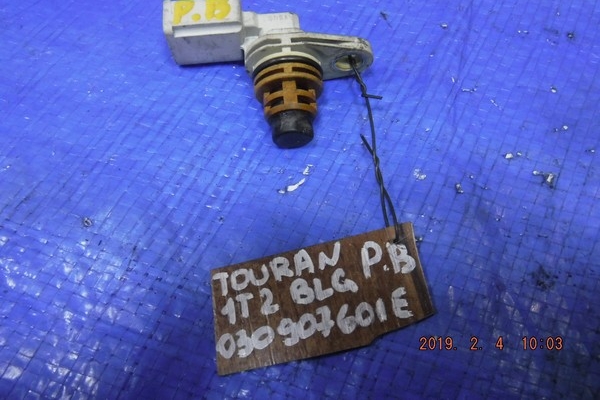 P.B
TOURAN P.B
1T2 BLG
030907601E
2019. 2. 4 10:03